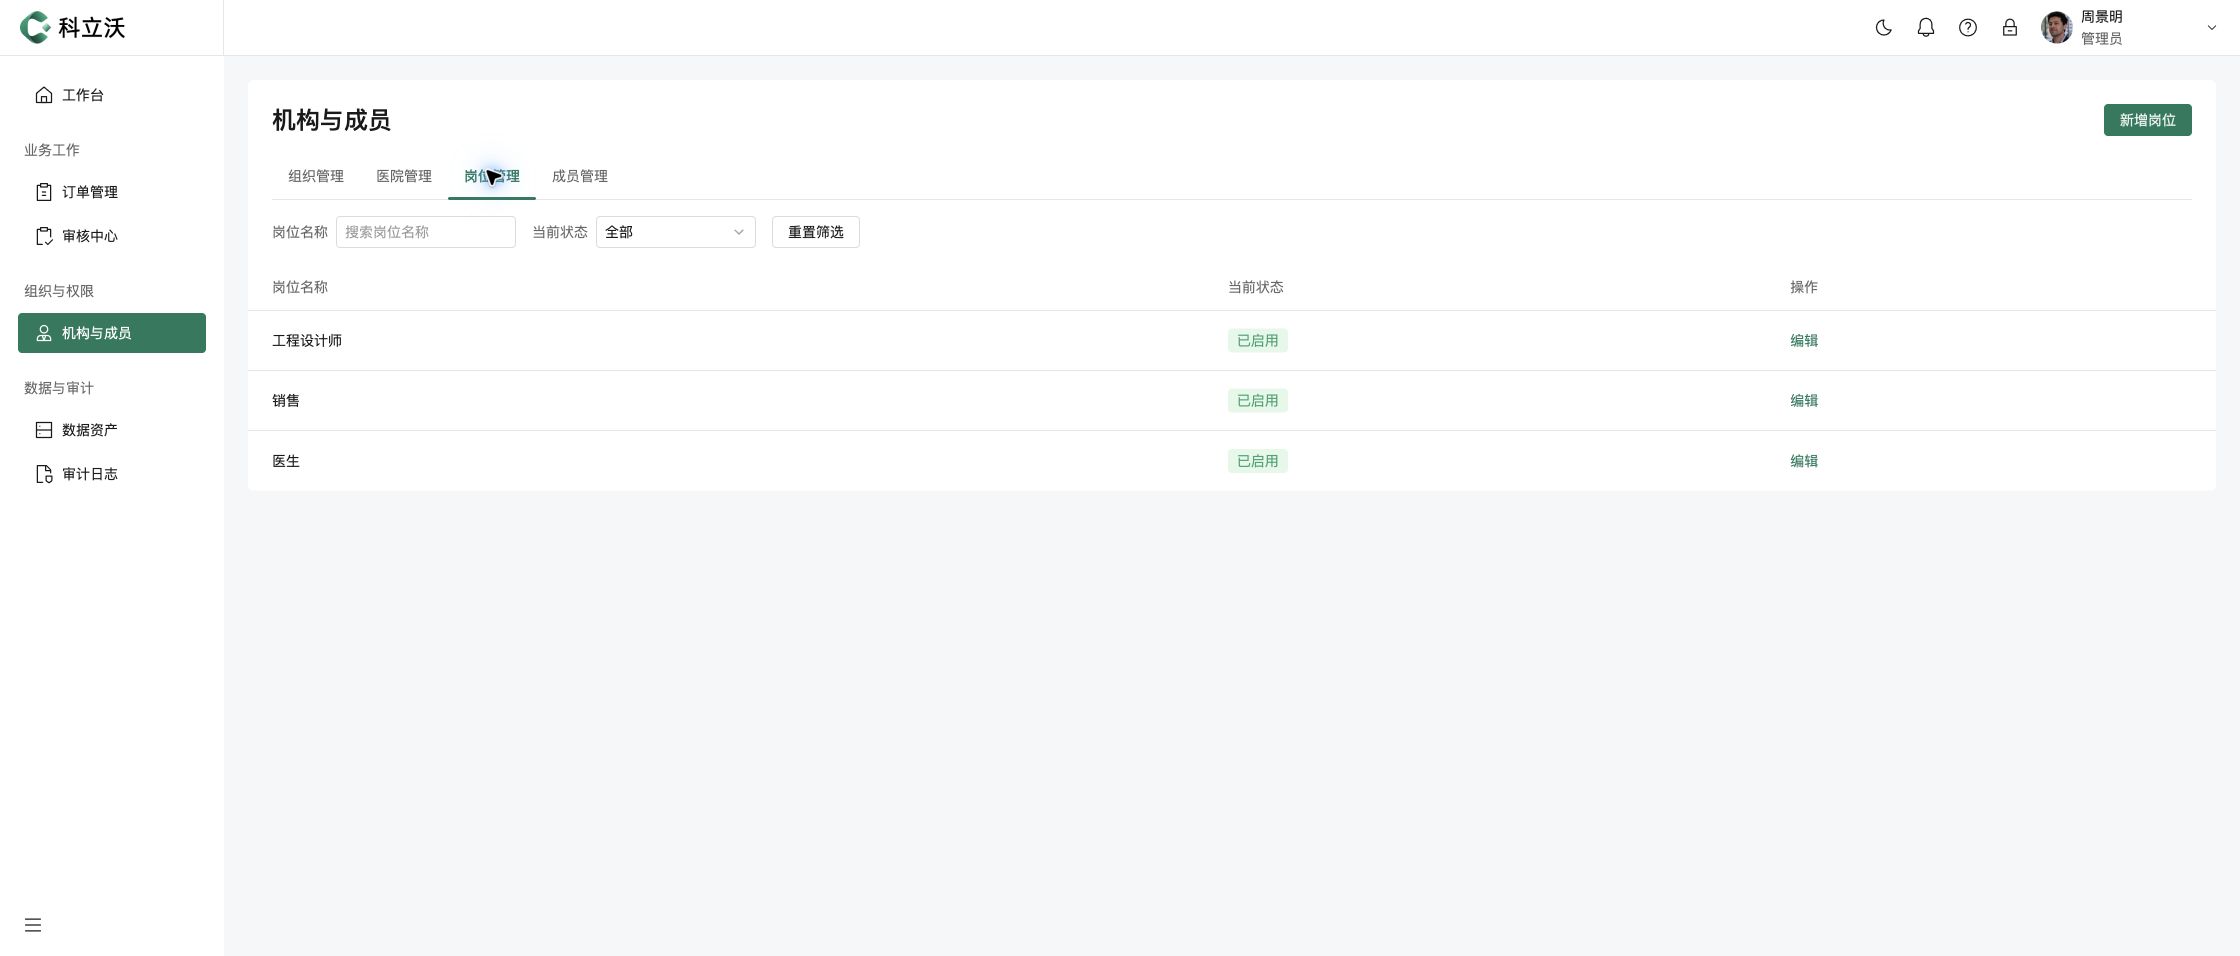 科立沃
周景明
管理员
工作台
业务工作
订单管理
审核中心
组织与权限
机构与成员
数据与审计
数据资产
审计日志
机构与成员
新增岗位
组织管理 医院管理 岗位管理 成员管理
岗位名称 搜索岗位名称 当前状态 全部 重置筛选
岗位名称 当前状态 操作
工程设计师 已启用 编辑
销售 已启用 编辑
医生 已启用 编辑